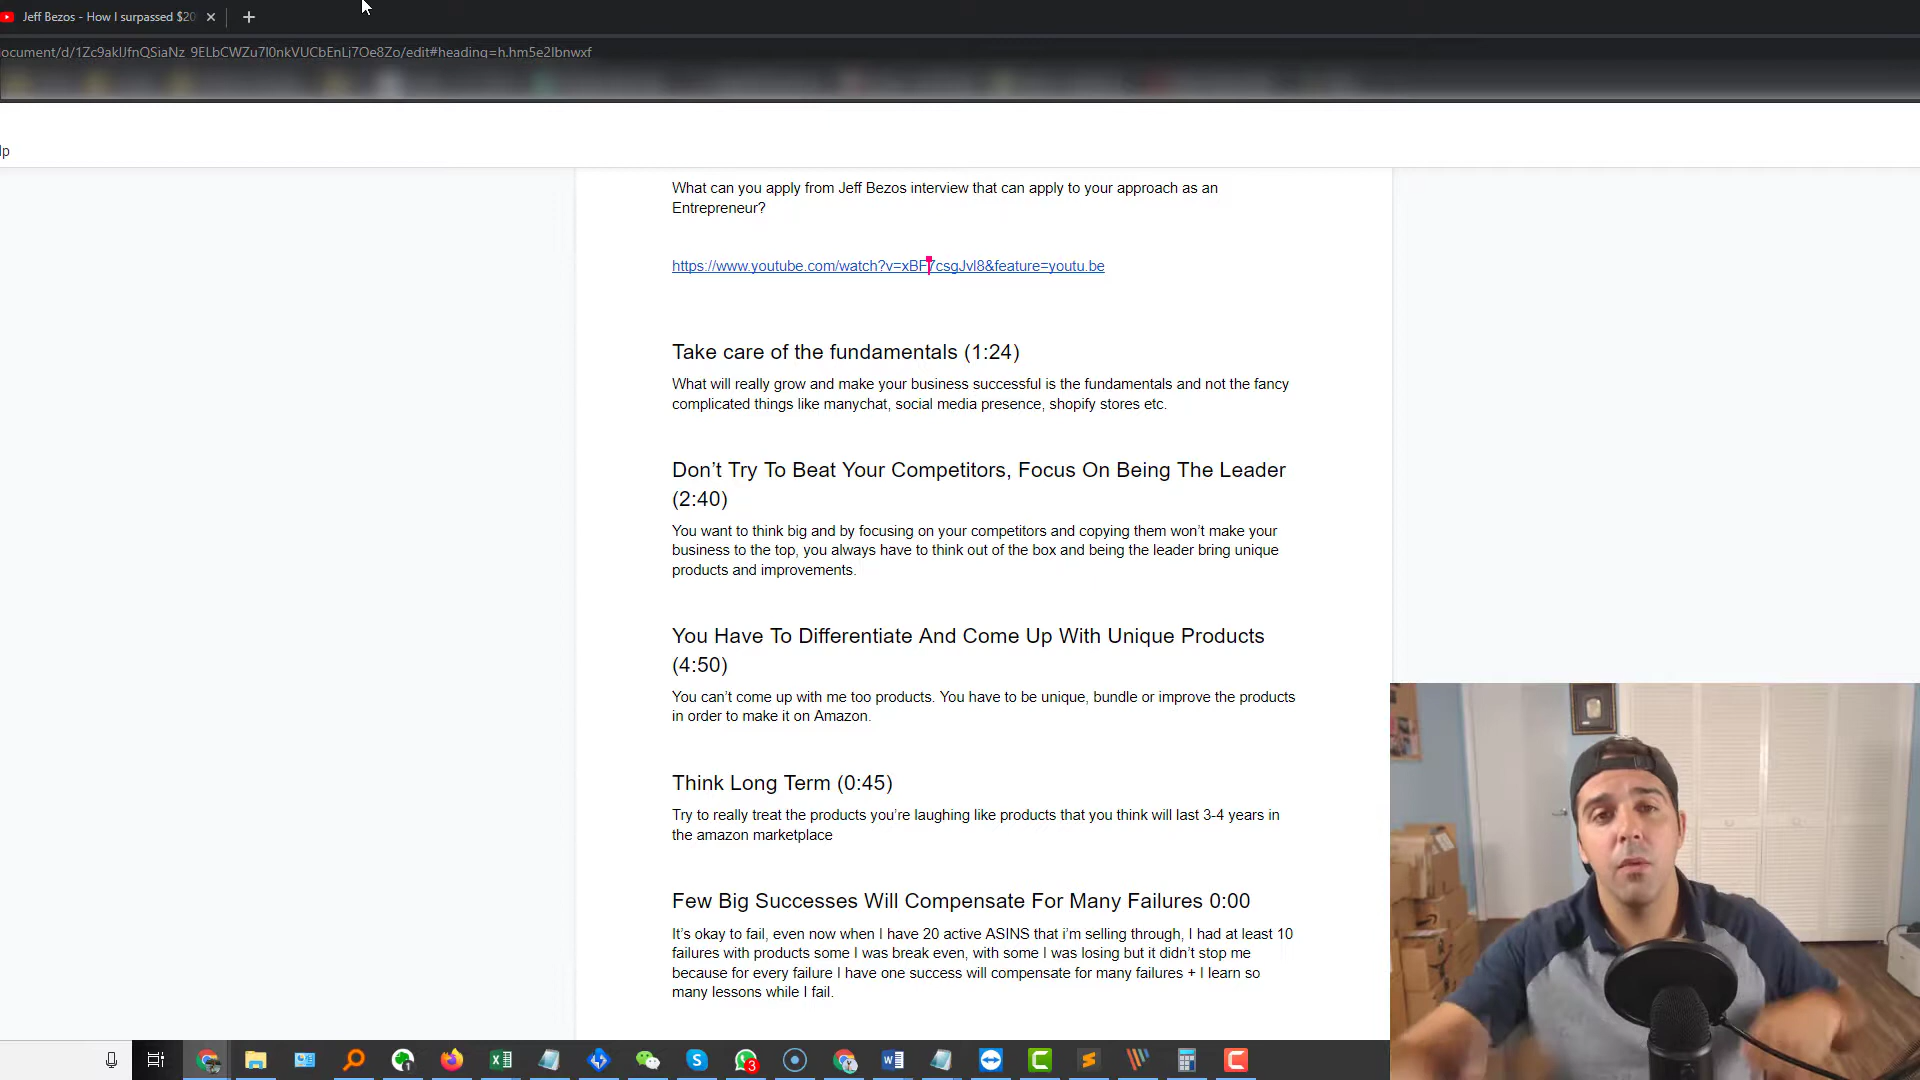 Jeff Bezos - How I surpassed $20
ocument/d/1Zc9aklJfnQSiaNz_9ELbCWZu7l0nkVUCbEnLj7Oe8Zo/edit#heading=h.hm5e2lbnwxf
lp
What can you apply from Jeff Bezos interview that can apply to your approach as an
Entrepreneur?
https://www.youtube.com/watch?v=xBF7csgJvl8&feature=youtu.be
Take care of the fundamentals (1:24)
What will really grow and make your business successful is the fundamentals and not the fancy
complicated things like manychat, social media presence, shopify stores etc.
Don’t Try To Beat Your Competitors, Focus On Being The Leader
(2:40)
You want to think big and by focusing on your competitors and copying them won’t make your
business to the top, you always have to think out of the box and being the leader bring unique
products and improvements.
You Have To Differentiate And Come Up With Unique Products
(4:50)
You can’t come up with me too products. You have to be unique, bundle or improve the products
in order to make it on Amazon.
Think Long Term (0:45)
Try to really treat the products you’re laughing like products that you think will last 3-4 years in
the amazon marketplace
Few Big Successes Will Compensate For Many Failures 0:00
It’s okay to fail, even now when I have 20 active ASINS that i’m selling through, I had at least 10
failures with products some I was break even, with some I was losing but it didn’t stop me
because for every failure I have one success will compensate for many failures + I learn so
many lessons while I fail.